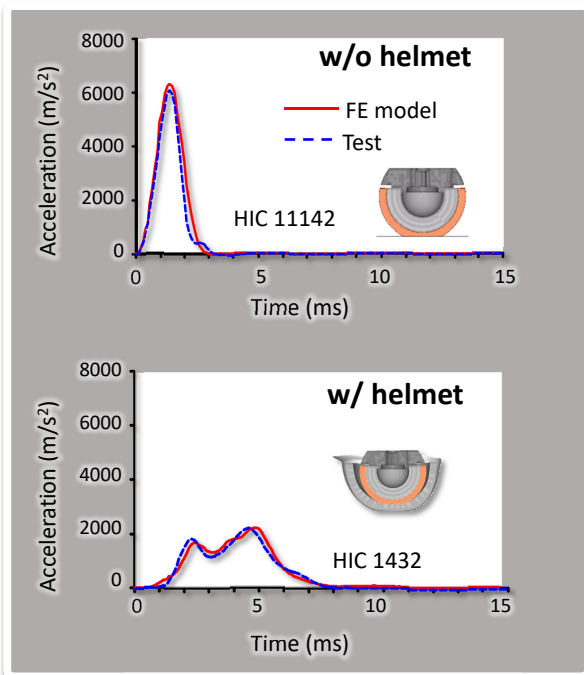 w/o helmet
Acceleration (m/s²)
8000
6000
4000
2000
0
FE model
Test
HIC 11142
0
5
10
15
Time (ms)
w/ helmet
Acceleration (m/s²)
8000
6000
4000
2000
0
HIC 1432
0
5
10
15
Time (ms)